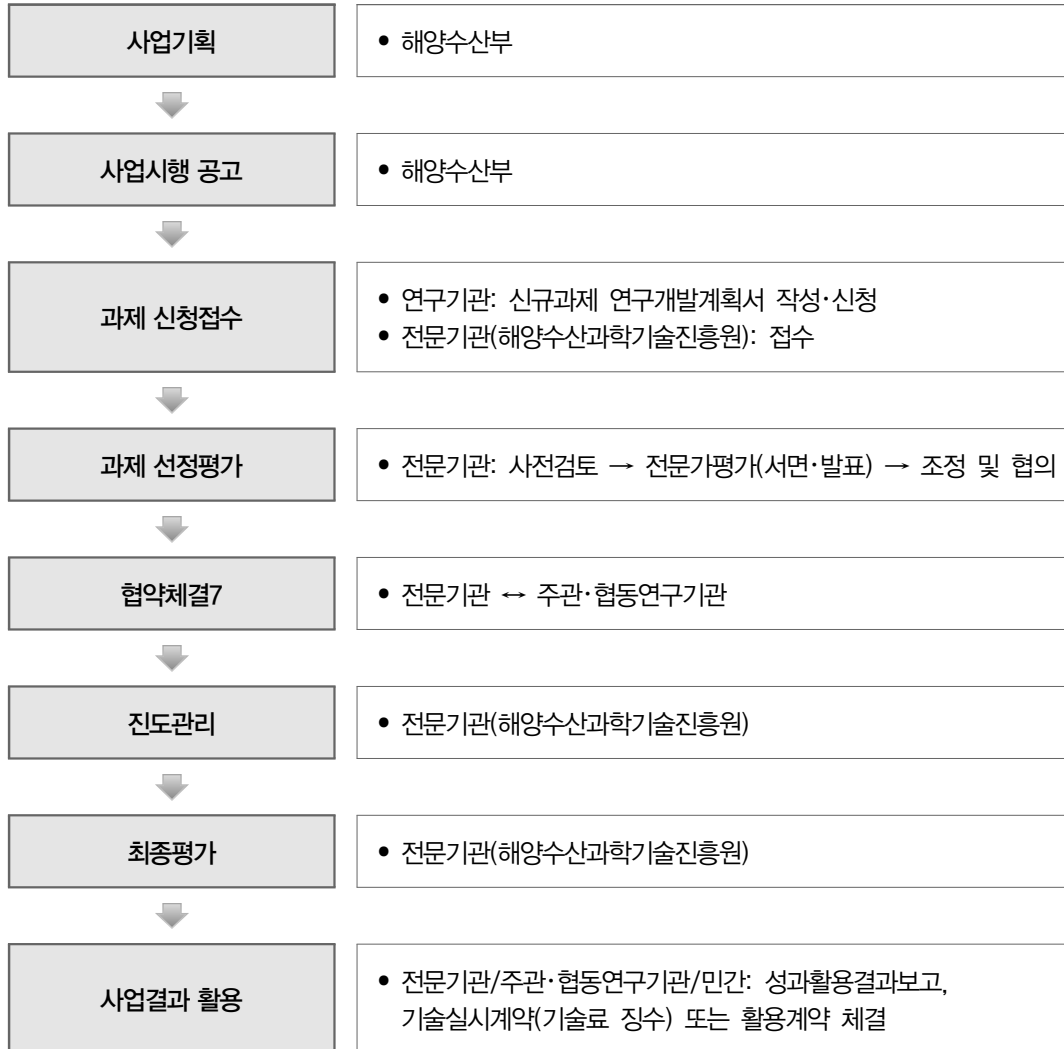 사업기획
• 해양수산부
사업시행 공고
• 해양수산부
과제 신청접수
• 연구기관: 신규과제 연구개발계획서 작성·신청
• 전문기관(해양수산과학기술진흥원): 접수
과제 선정평가
• 전문기관: 사전검토 → 전문가평가(서면·발표) → 조정 및 협의
협약체결7
• 전문기관 ↔ 주관·협동연구기관
진도관리
• 전문기관(해양수산과학기술진흥원)
최종평가
• 전문기관(해양수산과학기술진흥원)
사업결과 활용
• 전문기관/주관·협동연구기관/민간: 성과활용결과보고,
기술실시계약(기술료 징수) 또는 활용계약 체결